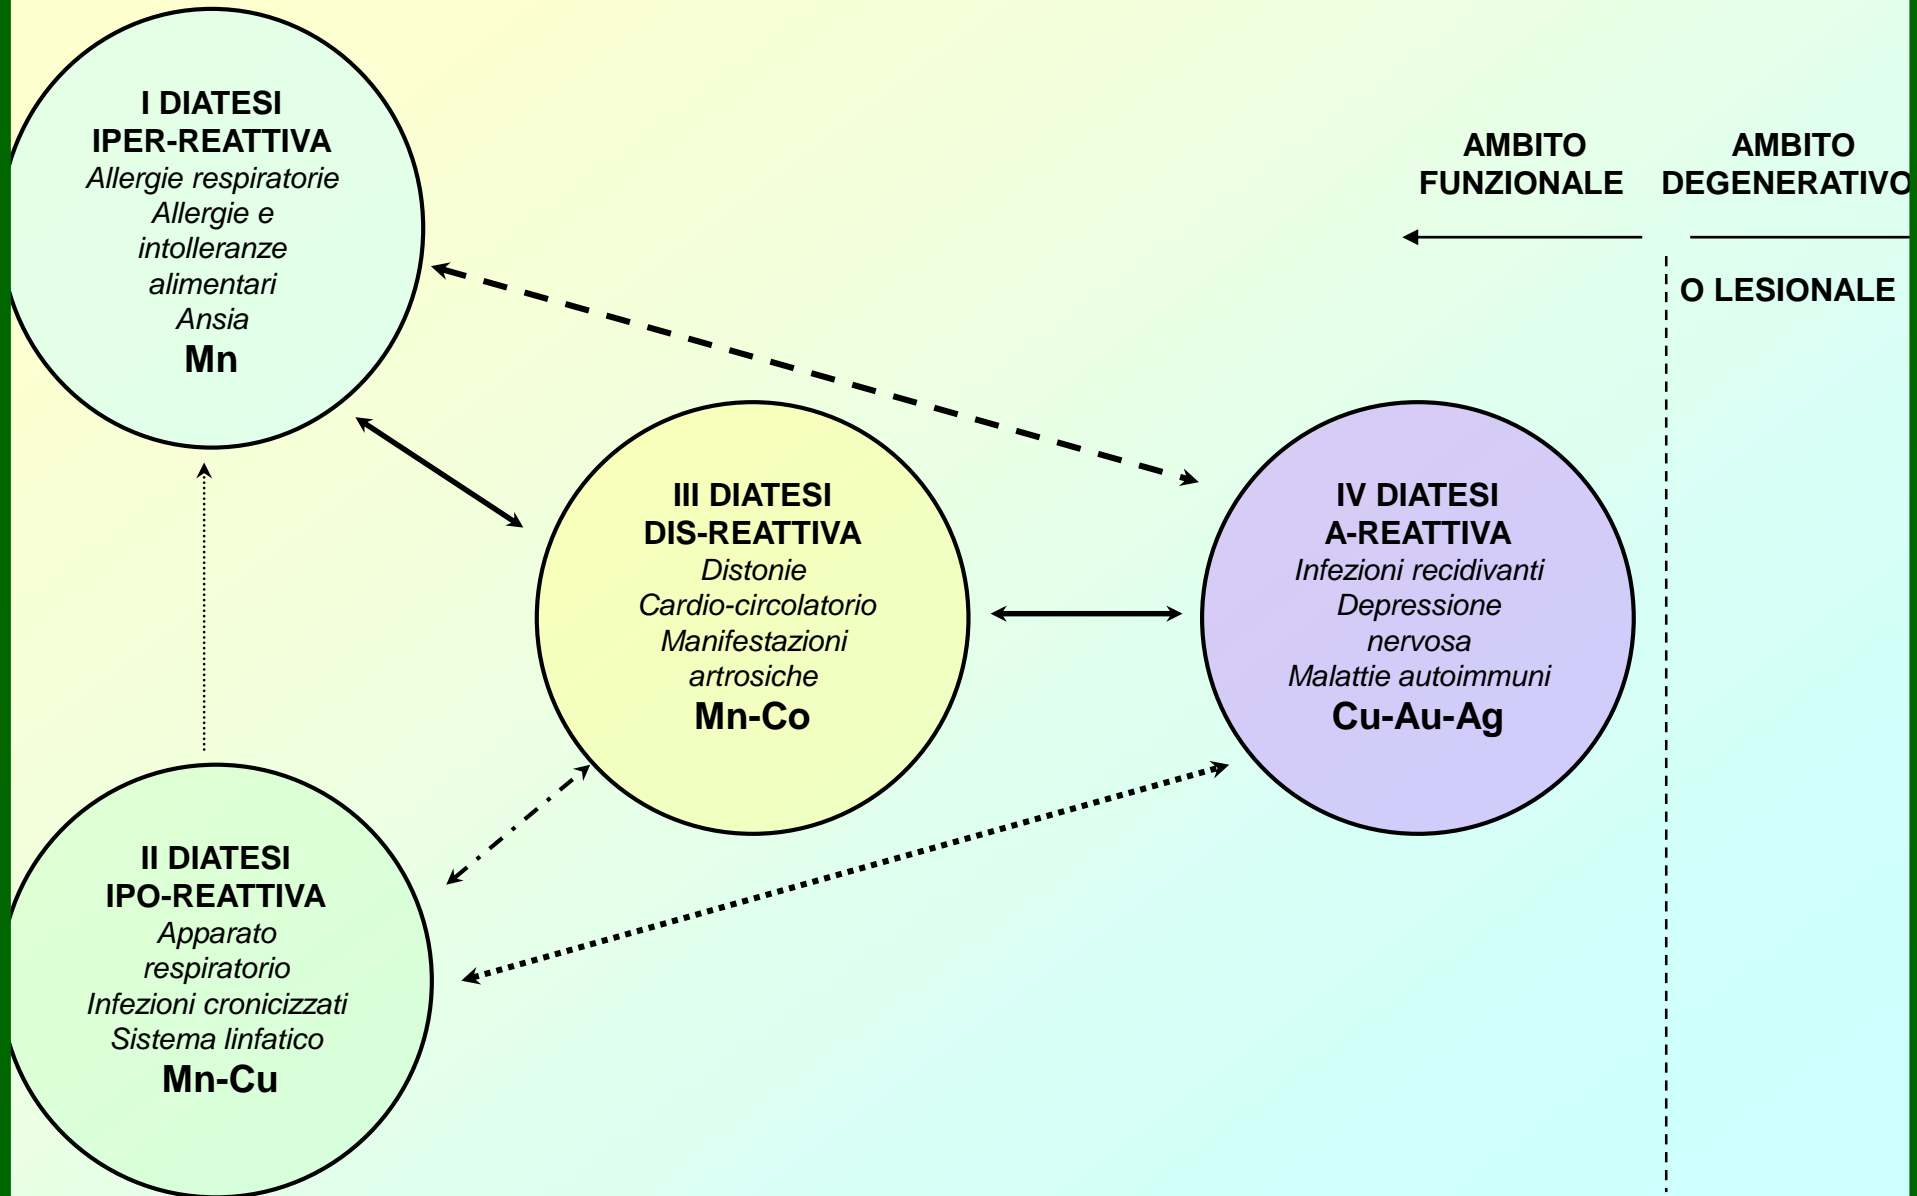 I DIATESI
IPER-REATTIVA
Allergie respiratorie
Allergie e
intolleranze
alimentari
Ansia
Mn
AMBITO
FUNZIONALE
AMBITO
DEGENERATIVO
O LESIONALE
III DIATESI
DIS-REATTIVA
Distonie
Cardio-circolatorio
Manifestazioni
artrosiche
Mn-Co
IV DIATESI
A-REATTIVA
Infezioni recidivanti
Depressione
nervosa
Malattie autoimmuni
Cu-Au-Ag
II DIATESI
IPO-REATTIVA
Apparato
respiratorio
Infezioni cronicizzati
Sistema linfatico
Mn-Cu